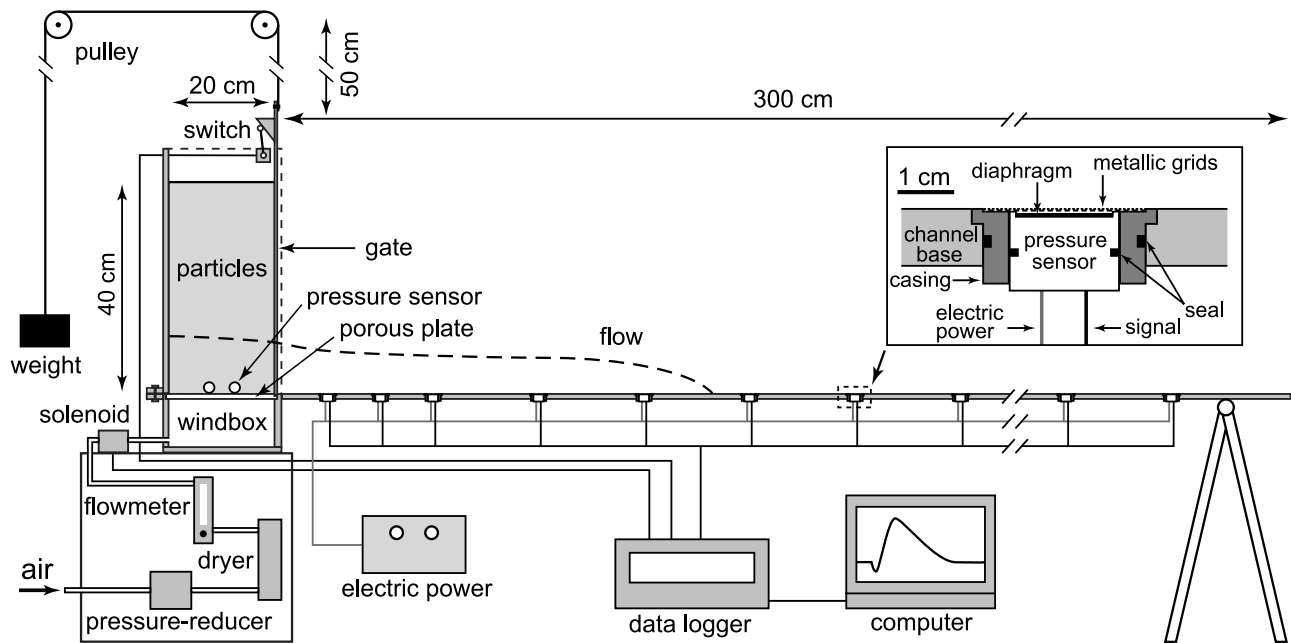 pulley
50 cm
20 cm
300 cm
switch
1 cm
diaphragm
metallic grids
channel
base
pressure
sensor
casing
seal
electric
power
signal
particles
gate
40 cm
pressure sensor
porous plate
flow
weight
solenoid
windbox
flowmeter
dryer
air
pressure-reducer
electric power
data logger
computer